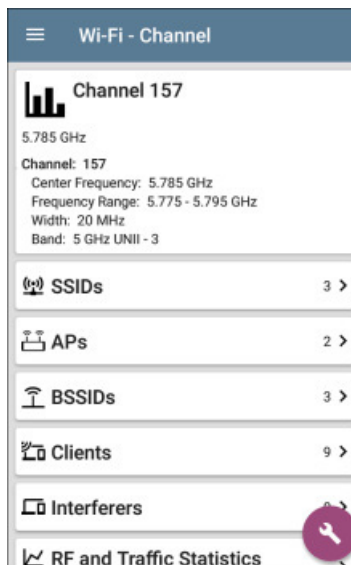 Wi-Fi - Channel
Channel 157
5.785 GHz
Channel: 157
Center Frequency: 5.785 GHz
Frequency Range: 5.775 - 5.795 GHz
Width: 20 MHz
Band: 5 GHz UNII - 3
SSIDs 3
APs 2
BSSIDs 3
Clients 9
Interferers
RF and Traffic Statistics